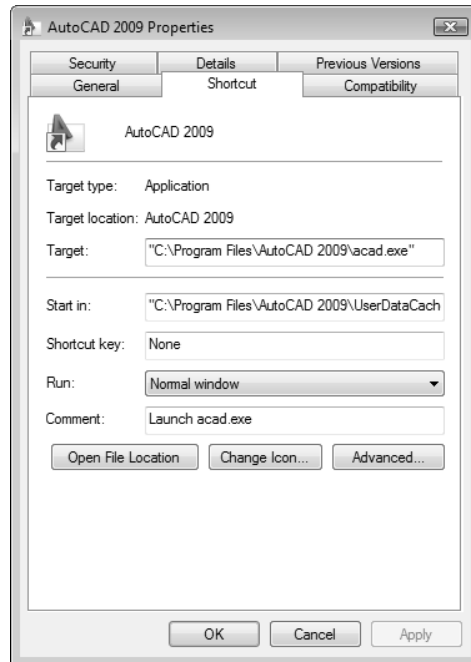 AutoCAD 2009 Properties
Security Details Previous Versions
General Shortcut Compatibility
AutoCAD 2009
Target type: Application
Target location: AutoCAD 2009
Target: "C:\Program Files\AutoCAD 2009\acad.exe"
Start in: "C:\Program Files\AutoCAD 2009\UserDataCach
Shortcut key: None
Run: Normal window
Comment: Launch acad.exe
Open File Location Change Icon... Advanced...
OK Cancel Apply